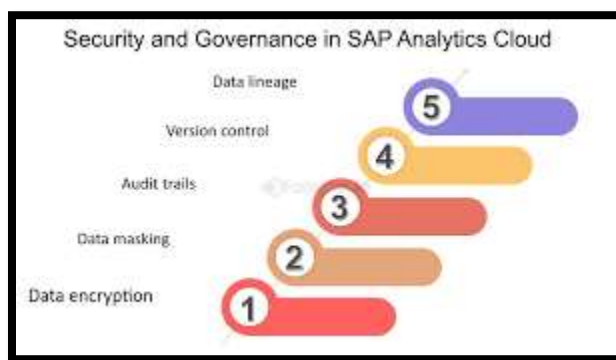 Security and Governance in SAP Analytics Cloud
Data lineage
5
Version control
4
Audit trails
3
Data masking
2
Data encryption
1